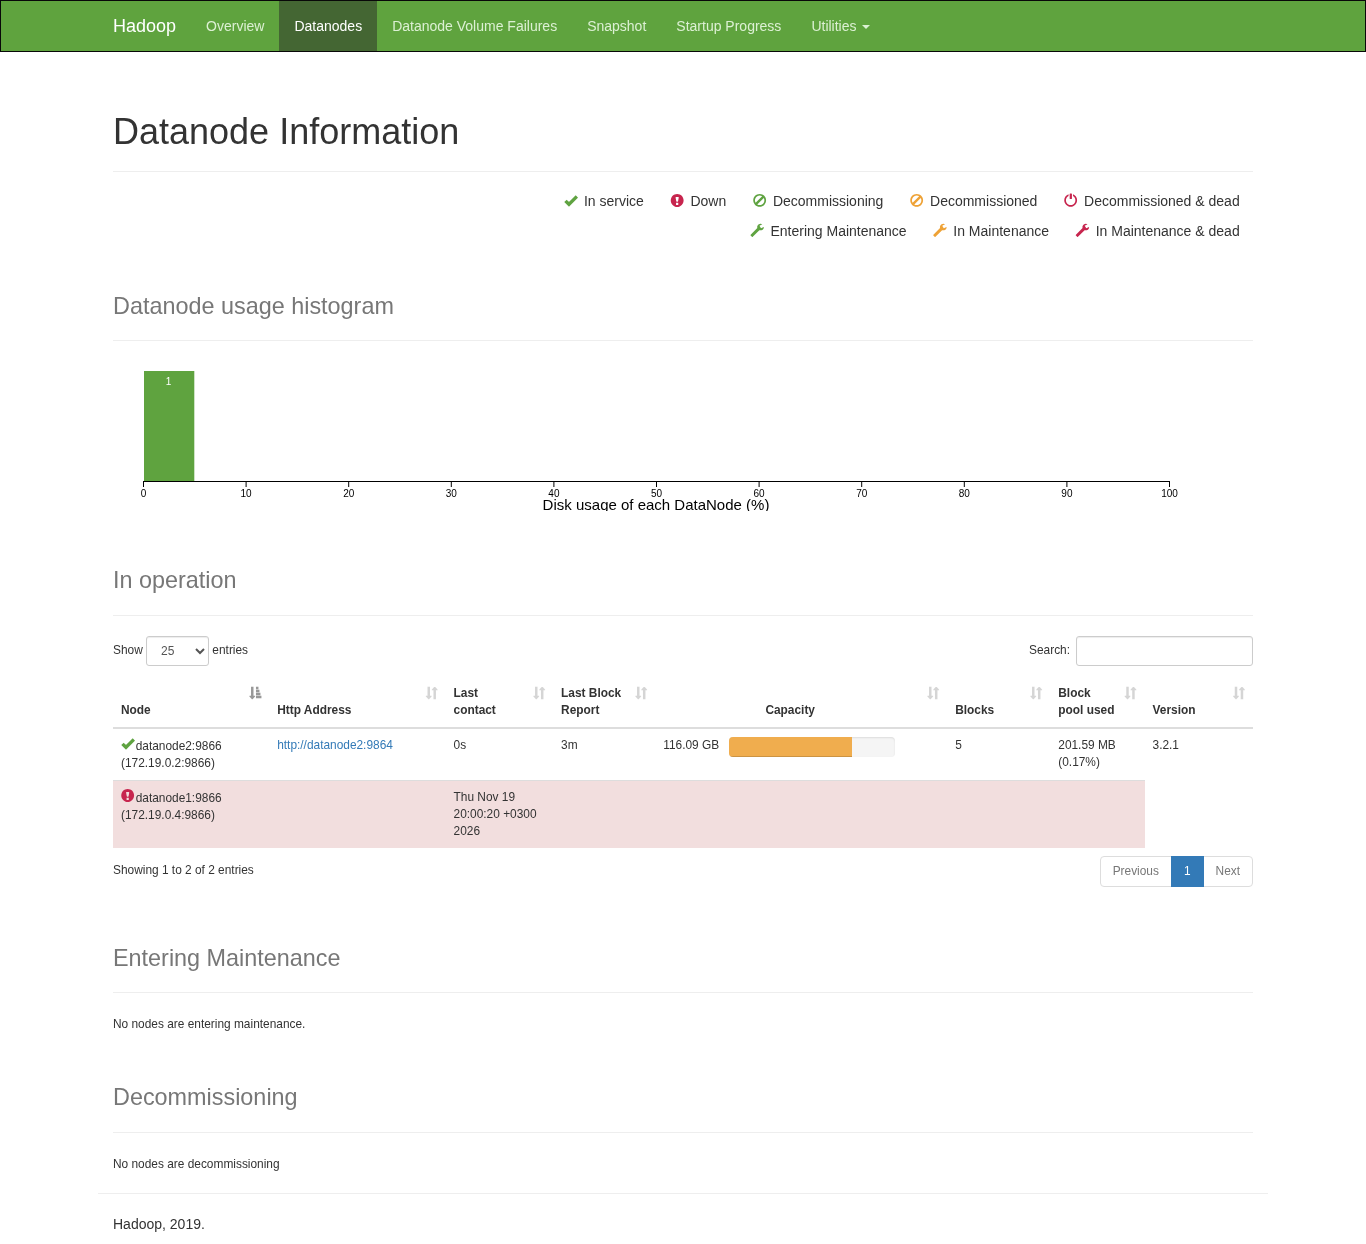 Hadoop Overview Datanodes Datanode Volume Failures Snapshot Startup Progress Utilities
Datanode Information
In service Down Decommissioning Decommissioned Decommissioned & dead
Entering Maintenance In Maintenance In Maintenance & dead
Datanode usage histogram
1
0 10 20 30 40 50 60 70 80 90 100
Disk usage of each DataNode (%)
In operation
Show 25 entries Search:
Last Last Block Block
Node Http Address contact Report Capacity Blocks pool used Version
datanode2:9866 http://datanode2:9864 0s 3m 116.09 GB 5 201.59 MB 3.2.1
(172.19.0.2:9866) (0.17%)
datanode1:9866 Thu Nov 19
(172.19.0.4:9866) 20:00:20 +0300
2026
Showing 1 to 2 of 2 entries Previous 1 Next
Entering Maintenance
No nodes are entering maintenance.
Decommissioning
No nodes are decommissioning
Hadoop, 2019.